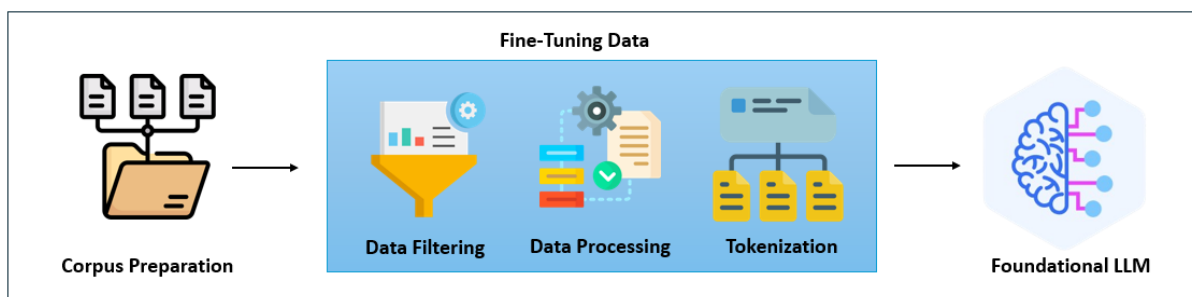 Fine-Tuning Data
Data Filtering
Data Processing
Tokenization
Corpus Preparation
Foundational LLM